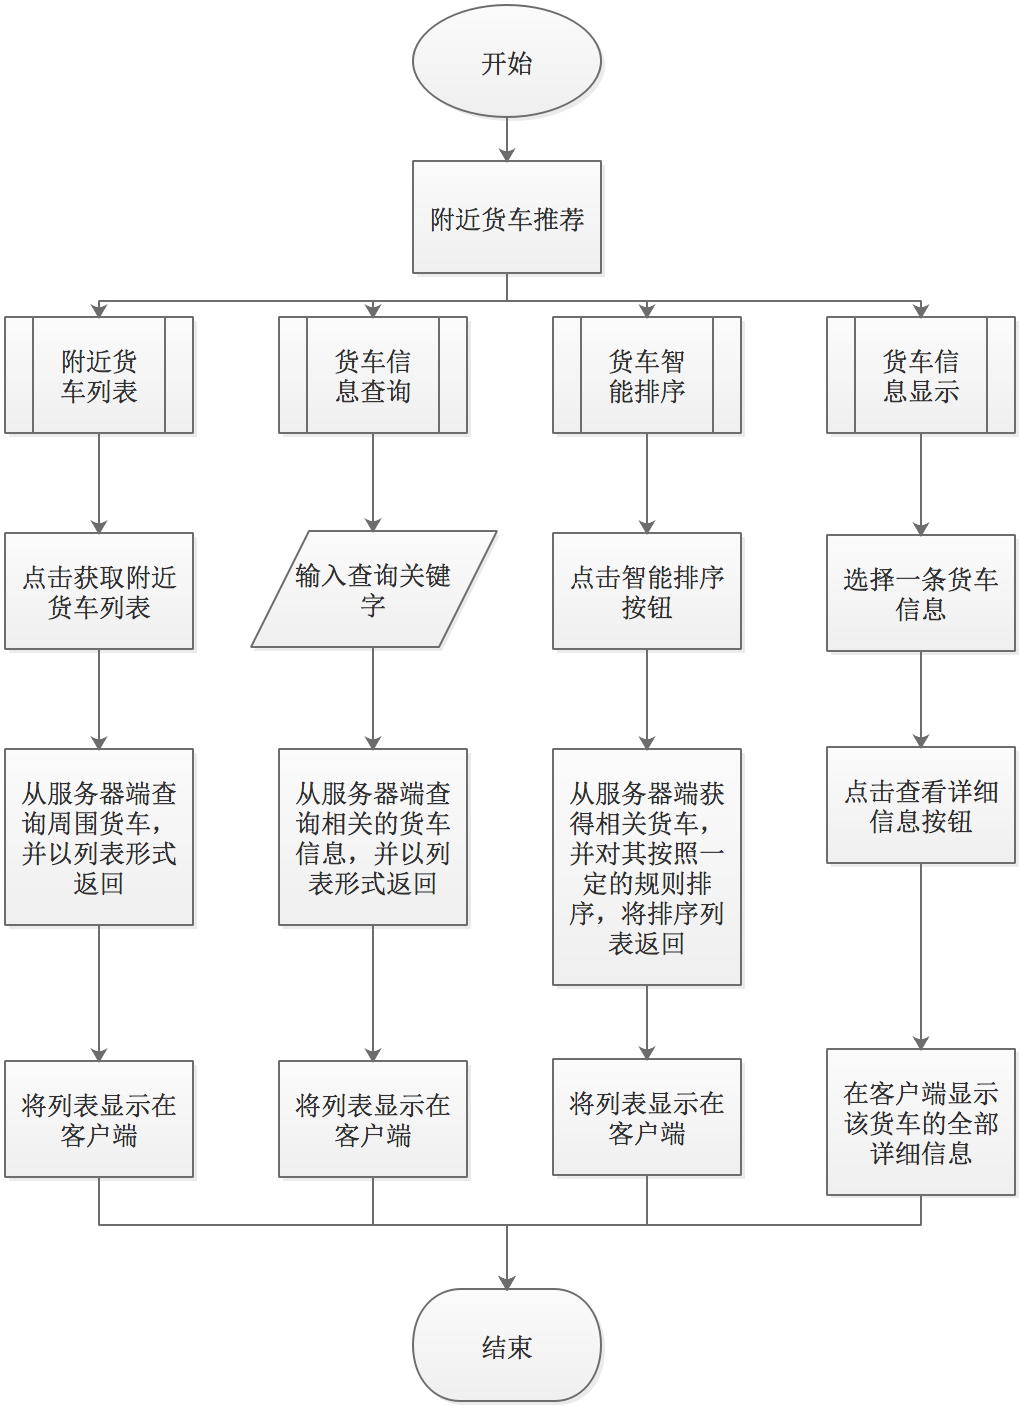 开始
附近货车推荐
附近货
车列表
货车信
息查询
货车智
能排序
货车信
息显示
点击获取附近
货车列表
输入查询关键
字
点击智能排序
按钮
选择一条货车
信息
从服务器端查
询周围货车，
并以列表形式
返回
从服务器端查
询相关的货车
信息，并以列
表形式返回
从服务器端获
得相关货车，
并对其按照一
定的规则排
序，将排序列
表返回
点击查看详细
信息按钮
将列表显示在
客户端
将列表显示在
客户端
将列表显示在
客户端
在客户端显示
该货车的全部
详细信息
结束